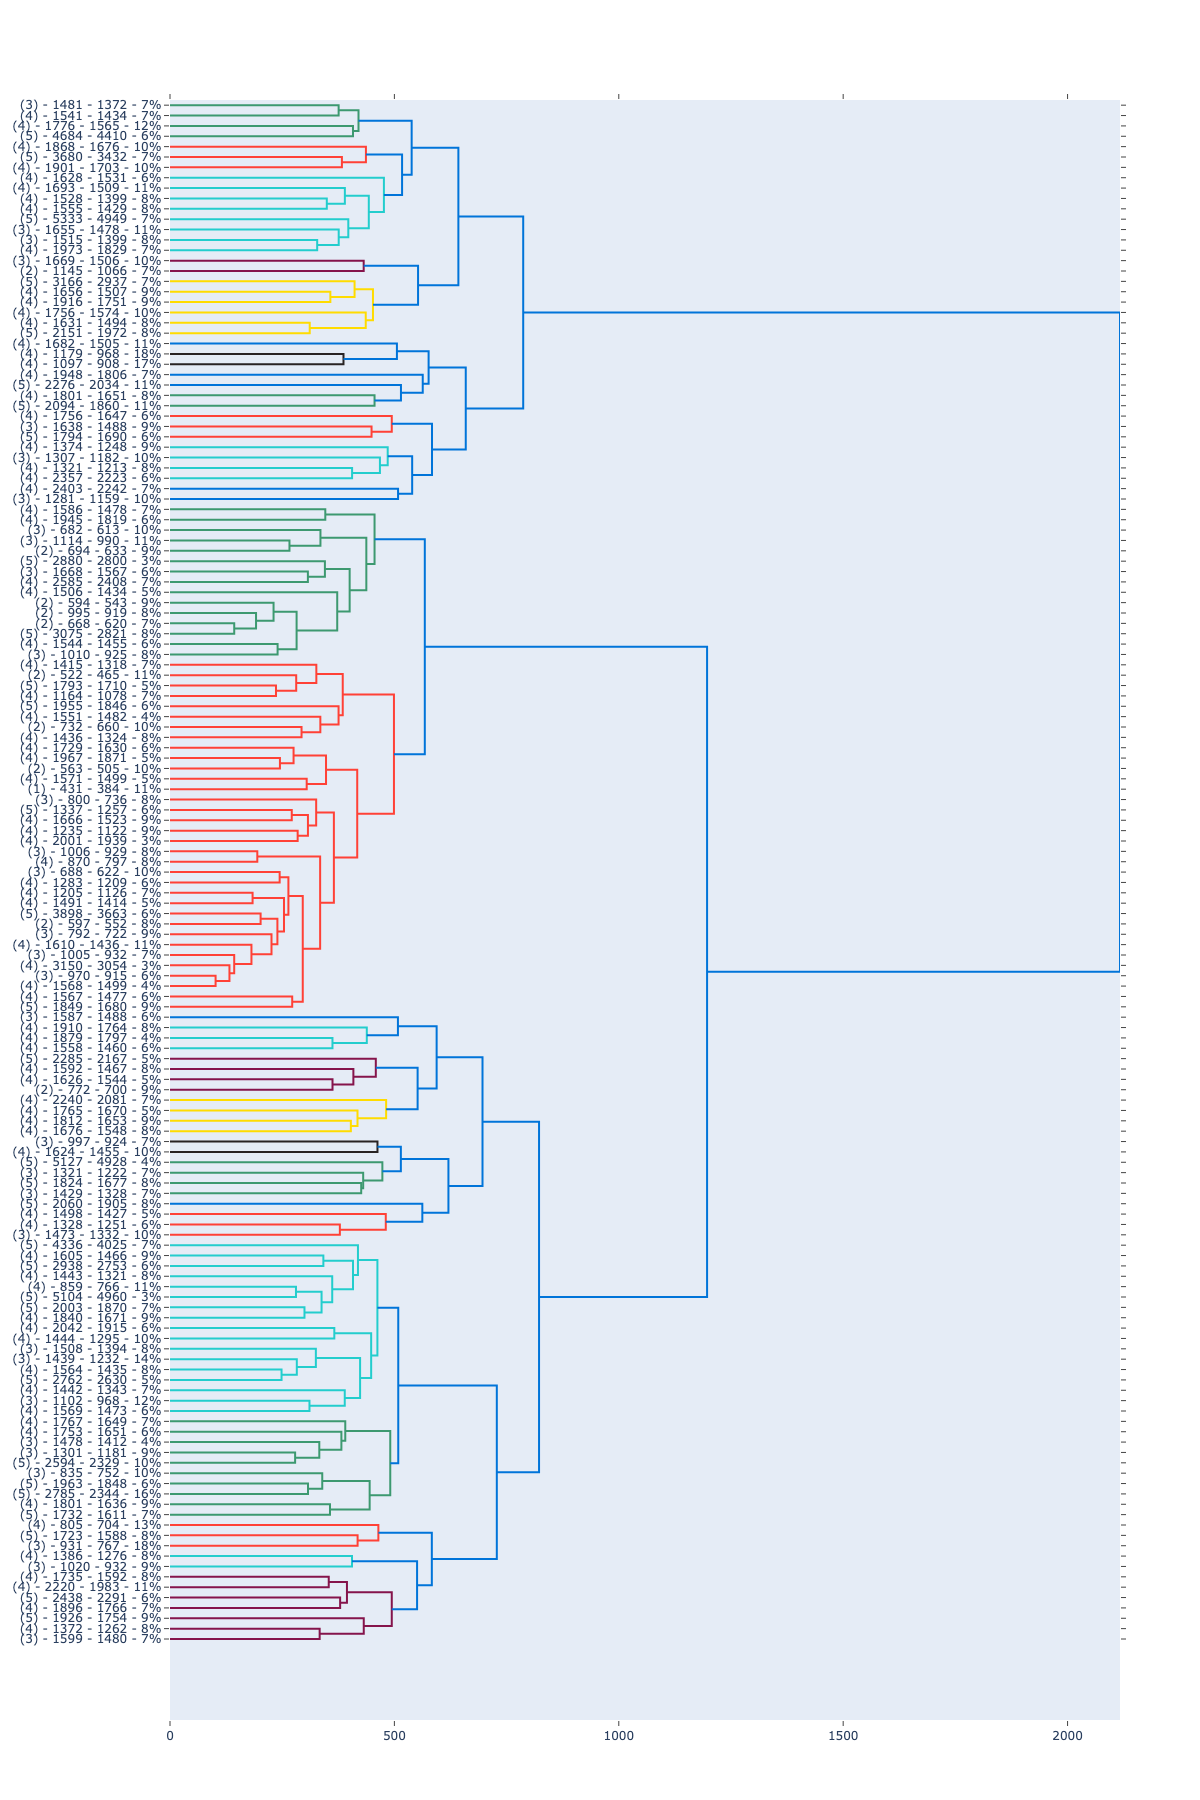 (3) - 1481 - 1372 - 7%
(4) - 1541 - 1434 - 7%
(4) - 1776 - 1565 - 12%
(5) - 4684 - 4410 - 6%
(4) - 1868 - 1676 - 10%
(5) - 3680 - 3432 - 7%
(4) - 1901 - 1703 - 10%
(4) - 1628 - 1531 - 6%
(4) - 1693 - 1509 - 11%
(4) - 1528 - 1399 - 8%
(4) - 1555 - 1429 - 8%
(5) - 5333 - 4949 - 7%
(3) - 1655 - 1478 - 11%
(3) - 1515 - 1399 - 8%
(4) - 1973 - 1829 - 7%
(3) - 1669 - 1506 - 10%
(2) - 1145 - 1066 - 7%
(5) - 3166 - 2937 - 7%
(4) - 1656 - 1507 - 9%
(4) - 1916 - 1751 - 9%
(4) - 1756 - 1574 - 10%
(4) - 1631 - 1494 - 8%
(5) - 2151 - 1972 - 8%
(4) - 1682 - 1505 - 11%
(4) - 1179 - 968 - 18%
(4) - 1097 - 908 - 17%
(4) - 1948 - 1806 - 7%
(5) - 2276 - 2034 - 11%
(4) - 1801 - 1651 - 8%
(5) - 2094 - 1860 - 11%
(4) - 1756 - 1647 - 6%
(3) - 1638 - 1488 - 9%
(5) - 1794 - 1690 - 6%
(4) - 1374 - 1248 - 9%
(3) - 1307 - 1182 - 10%
(4) - 1321 - 1213 - 8%
(4) - 2357 - 2223 - 6%
(4) - 2403 - 2242 - 7%
(3) - 1281 - 1159 - 10%
(4) - 1586 - 1478 - 7%
(4) - 1945 - 1819 - 6%
(3) - 682 - 613 - 10%
(3) - 1114 - 990 - 11%
(2) - 694 - 633 - 9%
(5) - 2880 - 2800 - 3%
(3) - 1668 - 1567 - 6%
(4) - 2585 - 2408 - 7%
(4) - 1506 - 1434 - 5%
(2) - 594 - 543 - 9%
(2) - 995 - 919 - 8%
(2) - 668 - 620 - 7%
(5) - 3075 - 2821 - 8%
(4) - 1544 - 1455 - 6%
(3) - 1010 - 925 - 8%
(4) - 1415 - 1318 - 7%
(2) - 522 - 465 - 11%
(5) - 1793 - 1710 - 5%
(4) - 1164 - 1078 - 7%
(5) - 1955 - 1846 - 6%
(4) - 1551 - 1482 - 4%
(2) - 732 - 660 - 10%
(4) - 1436 - 1324 - 8%
(4) - 1729 - 1630 - 6%
(4) - 1967 - 1871 - 5%
(2) - 563 - 505 - 10%
(4) - 1571 - 1499 - 5%
(1) - 431 - 384 - 11%
(3) - 800 - 736 - 8%
(5) - 1337 - 1257 - 6%
(4) - 1666 - 1523 - 9%
(4) - 1235 - 1122 - 9%
(4) - 2001 - 1939 - 3%
(3) - 1006 - 929 - 8%
(4) - 870 - 797 - 8%
(3) - 688 - 622 - 10%
(4) - 1283 - 1209 - 6%
(4) - 1205 - 1126 - 7%
(4) - 1491 - 1414 - 5%
(5) - 3898 - 3663 - 6%
(2) - 597 - 552 - 8%
(3) - 792 - 722 - 9%
(4) - 1610 - 1436 - 11%
(3) - 1005 - 932 - 7%
(4) - 3150 - 3054 - 3%
(3) - 970 - 915 - 6%
(4) - 1568 - 1499 - 4%
(4) - 1567 - 1477 - 6%
(5) - 1849 - 1680 - 9%
(3) - 1587 - 1488 - 6%
(4) - 1910 - 1764 - 8%
(4) - 1879 - 1797 - 4%
(4) - 1558 - 1460 - 6%
(5) - 2285 - 2167 - 5%
(4) - 1592 - 1467 - 8%
(4) - 1626 - 1544 - 5%
(2) - 772 - 700 - 9%
(4) - 2240 - 2081 - 7%
(4) - 1765 - 1670 - 5%
(4) - 1812 - 1653 - 9%
(4) - 1676 - 1548 - 8%
(3) - 997 - 924 - 7%
(4) - 1624 - 1455 - 10%
(5) - 5127 - 4928 - 4%
(3) - 1321 - 1222 - 7%
(5) - 1824 - 1677 - 8%
(3) - 1429 - 1328 - 7%
(5) - 2060 - 1905 - 8%
(4) - 1498 - 1427 - 5%
(4) - 1328 - 1251 - 6%
(3) - 1473 - 1332 - 10%
(5) - 4336 - 4025 - 7%
(4) - 1605 - 1466 - 9%
(5) - 2938 - 2753 - 6%
(4) - 1443 - 1321 - 8%
(4) - 859 - 766 - 11%
(5) - 5104 - 4960 - 3%
(5) - 2003 - 1870 - 7%
(4) - 1840 - 1671 - 9%
(4) - 2042 - 1915 - 6%
(4) - 1444 - 1295 - 10%
(3) - 1508 - 1394 - 8%
(3) - 1439 - 1232 - 14%
(4) - 1564 - 1435 - 8%
(5) - 2762 - 2630 - 5%
(4) - 1442 - 1343 - 7%
(3) - 1102 - 968 - 12%
(4) - 1569 - 1473 - 6%
(4) - 1767 - 1649 - 7%
(4) - 1753 - 1651 - 6%
(3) - 1478 - 1412 - 4%
(3) - 1301 - 1181 - 9%
(5) - 2594 - 2329 - 10%
(3) - 835 - 752 - 10%
(5) - 1963 - 1848 - 6%
(5) - 2785 - 2344 - 16%
(4) - 1801 - 1636 - 9%
(5) - 1732 - 1611 - 7%
(4) - 805 - 704 - 13%
(5) - 1723 - 1588 - 8%
(3) - 931 - 767 - 18%
(4) - 1386 - 1276 - 8%
(3) - 1020 - 932 - 9%
(4) - 1735 - 1592 - 8%
(4) - 2220 - 1983 - 11%
(5) - 2438 - 2291 - 6%
(4) - 1896 - 1766 - 7%
(5) - 1926 - 1754 - 9%
(4) - 1372 - 1262 - 8%
(3) - 1599 - 1480 - 7%
0 500 1000 1500 2000